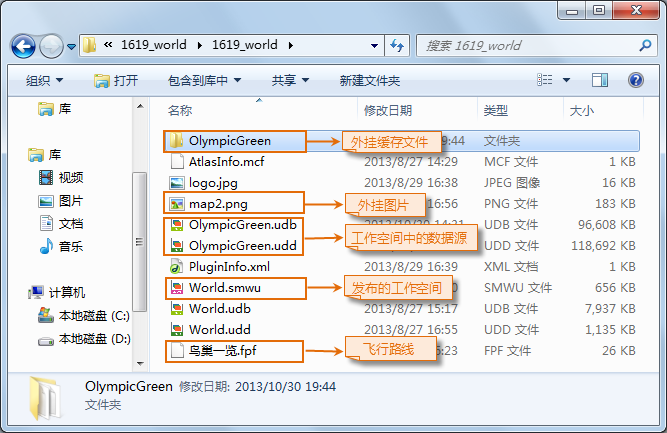 « 1619_world ▸ 1619_world ▸
搜索 1619_world
组织 打开 包含到库中 共享 新建文件夹
库
库
视频
图片
文档
音乐
计算机
本地磁盘 (C:)
本地磁盘 (D:)
名称 修改日期 类型 大小
OlympicGreen 外挂缓存文件 9:44 文件夹
AtlasInfo.mcf 2013/8/27 14:29 MCF 文件 1 KB
logo.jpg 2013/8/29 16:38 JPEG 图像 16 KB
map2.png 外挂图片 16:56 PNG 文件 183 KB
OlympicGreen.udb UDB 文件 96,608 KB
工作空间中的数据源
OlympicGreen.udd UDD 文件 118,692 KB
PluginInfo.xml 2013/8/29 16:39 XML 文档 1 KB
World.smwu 发布的工作空间 SMWU 文件 656 KB
World.udb 2013/8/27 15:17 UDB 文件 7,937 KB
World.udd 2013/8/27 16:55 UDD 文件 1,135 KB
鸟巢一览.fpf 飞行路线 5:23 FPF 文件 26 KB
OlympicGreen 修改日期: 2013/10/30 19:44
文件夹